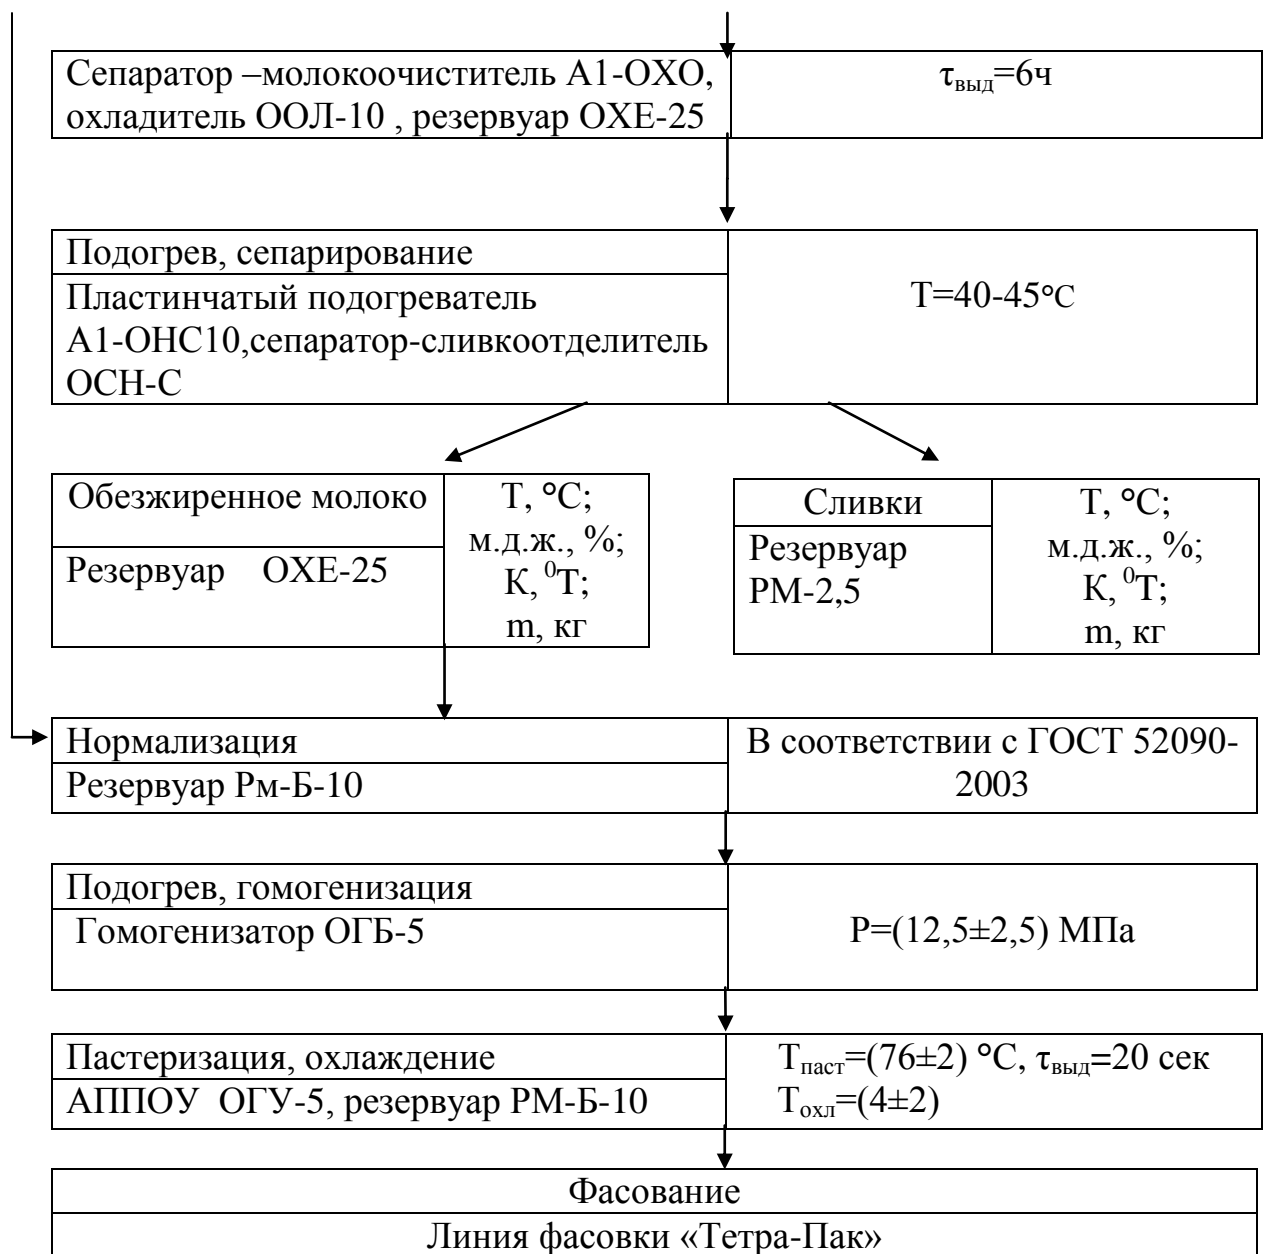 Сепаратор –молокоочиститель А1-ОХО,
охладитель ООЛ-10 , резервуар ОХЕ-25
τвыд=6ч
Подогрев, сепарирование
Пластинчатый подогреватель
А1-ОНС10,сепаратор-сливкоотделитель
ОСН-С
Т=40-45°С
Обезжиренное молоко
Резервуар ОХЕ-25
Т, °С;
м.д.ж., %;
К, ⁰Т;
m, кг
Сливки
Резервуар
РМ-2,5
Т, °С;
м.д.ж., %;
К, ⁰Т;
m, кг
Нормализация
Резервуар Рм-Б-10
В соответствии с ГОСТ 52090-
2003
Подогрев, гомогенизация
Гомогенизатор ОГБ-5
Р=(12,5±2,5) МПа
Пастеризация, охлаждение
АППОУ ОГУ-5, резервуар РМ-Б-10
Тпаст=(76±2) °С, τвыд=20 сек
Тохл=(4±2)
Фасование
Линия фасовки «Тетра-Пак»